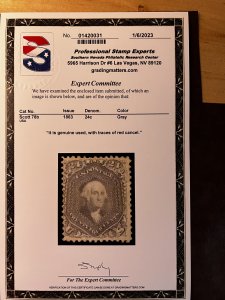 No. 01420031 1/6/2023
Professional Stamp Experts
Southern Nevada Philatelic Research Center
5965 Harrison Dr #6 Las Vegas, NV 89120
gradingmatters.com
Expert Committee
We have examined the enclosed item submitted, of which an
image is shown below, and are of the opinion that:
Cat No Issue Denom. Color
Scott 78b 1863 24c Gray
USA
"It is genuine used, with traces of red cancel."
U.S. POSTAGE
For The Expert Committee